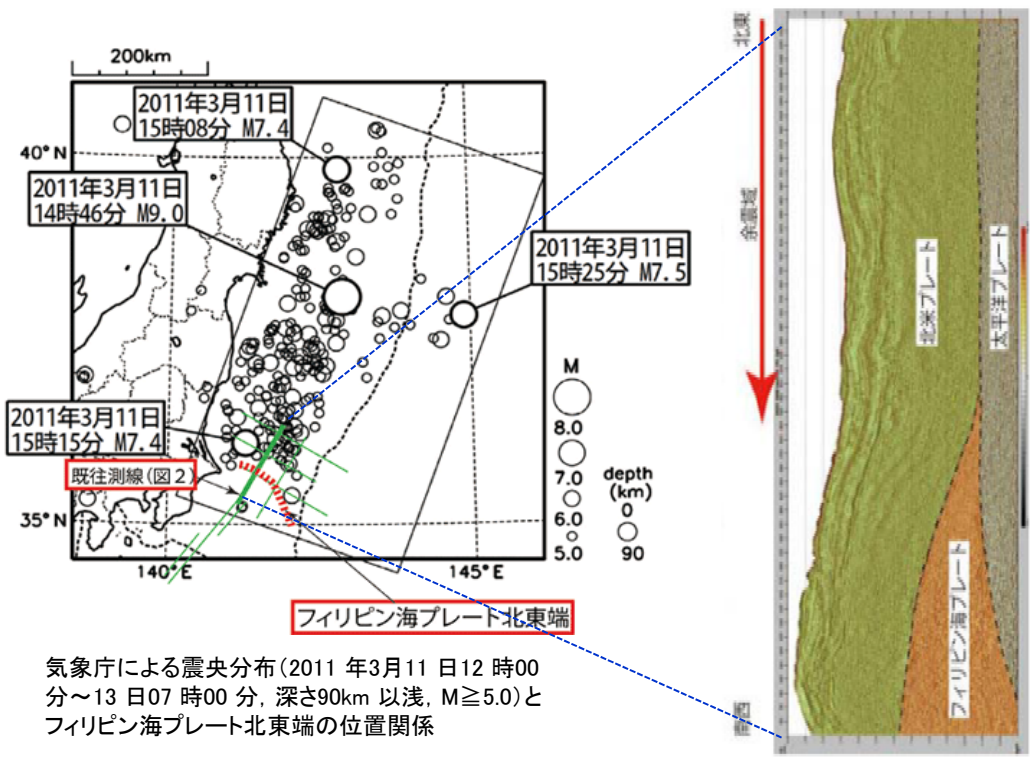 200km
2011年3月11日
15時08分 M7.4
40°N
2011年3月11日
14時46分 M9.0
2011年3月11日
15時25分 M7.5
2011年3月11日
15時15分 M7.4
既往測線(図2)
35°N
140°E
145°E
M
8.0
7.0
6.0
5.0
depth
(km)
0
90
フィリピン海プレート北東端
気象庁による震央分布(2011 年3月11 日12 時00
分~13 日07 時00 分, 深さ90km 以浅, M≧5.0)と
フィリピン海プレート北東端の位置関係
北東
余震域
北米プレート
太平洋プレート
フィリピン海プレート
南西